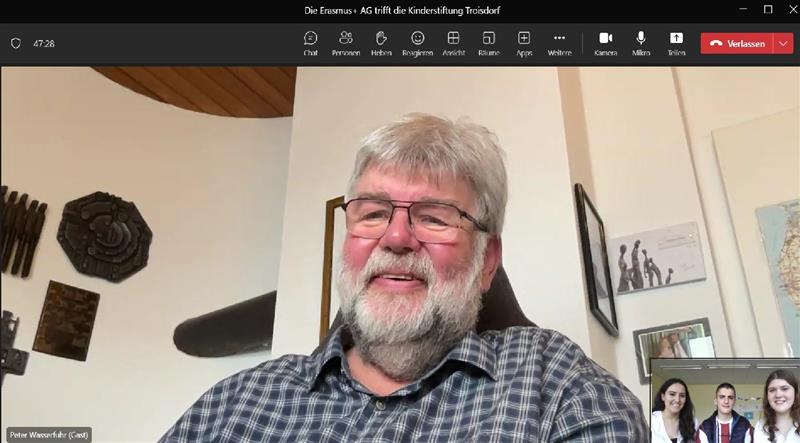 Die Erasmus+ AG trifft die Kinderstiftung Troisdorf
47:28
Chat
Personen
Heben
Reagieren
Ansicht
Räume
Apps
Weitere
Kamera
Mikro
Teilen
Verlassen
Peter Wasserfuhr (Gast)